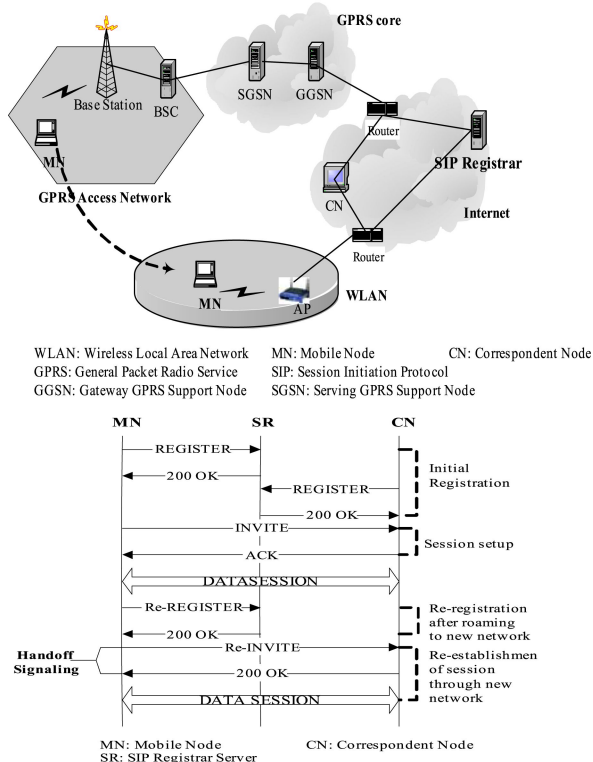 GPRS core
Base Station
BSC
SGSN
GGSN
MN
Router
SIP Registrar
GPRS Access Network
CN
Internet
Router
MN
AP
WLAN
WLAN: Wireless Local Area Network MN: Mobile Node CN: Correspondent Node
GPRS: General Packet Radio Service SIP: Session Initiation Protocol
GGSN: Gateway GPRS Support Node SGSN: Serving GPRS Support Node
MN SR CN
REGISTER
200 OK
REGISTER
Initial
Registration
200 OK
INVITE
ACK
Session setup
DATASESSION
Re-REGISTER
200 OK
Re-registration
after roaming
to new network
Handoff
Signaling
Re-INVITE
200 OK
DATA SESSION
Re-establishmen
of session
through new
network
MN: Mobile Node CN: Correspondent Node
SR: SIP Registrar Server